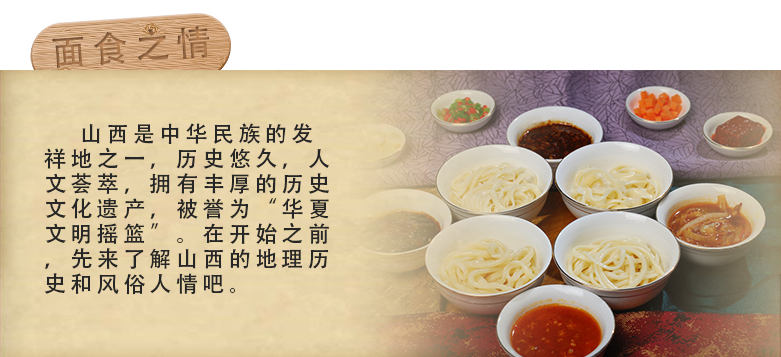 面食之情
山西是中华民族的发
祥地之一，历史悠久，人
文荟萃，拥有丰厚的历史
文化遗产，被誉为“华夏
文明摇篮”。在开始之前
，先来了解山西的地理历
史和风俗人情吧。